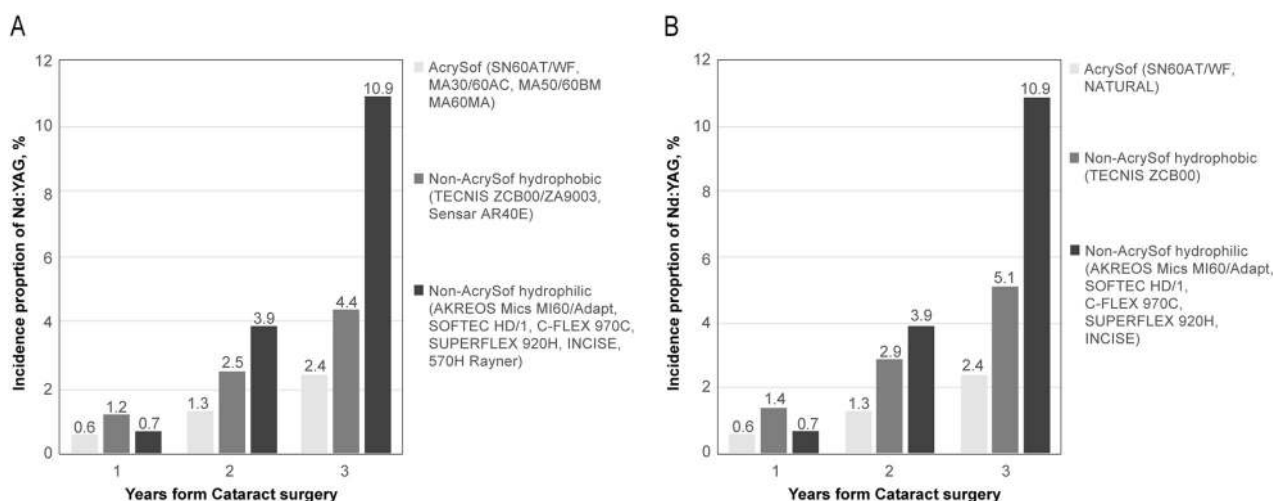 A
Incidence proprtion of Nd:YAG, %
12
10
8
6
4
2
0
0.6
1.2
0.7
1.3
2.5
3.9
2.4
4.4
10.9
1
2
3
Years form Cataract surgery
AcrySof (SN60AT/WF,
MA30/60AC, MA50/60BM
MA60MA)
Non-AcrySof hydrophobic
(TECNIS ZCB00/ZA9003,
Sensar AR40E)
Non-AcrySof hydrophilic
(AKREOS Mics MI60/Adapt,
SOFTEC HD/1, C-FLEX 970C,
SUPERFLEX 920H, INCISE,
570H Rayner)
B
Incidence proprtion of Nd:YAG, %
12
10
8
6
4
2
0
0.6
1.4
0.7
1.3
2.9
3.9
2.4
5.1
10.9
1
2
3
Years form Cataract surgery
AcrySof (SN60AT/WF,
NATURAL)
Non-AcrySof hydrophobic
(TECNIS ZCB00)
Non-AcrySof hydrophilic
(AKREOS Mics MI60/Adapt,
SOFTEC HD/1,
C-FLEX 970C,
SUPERFLEX 920H,
INCISE)